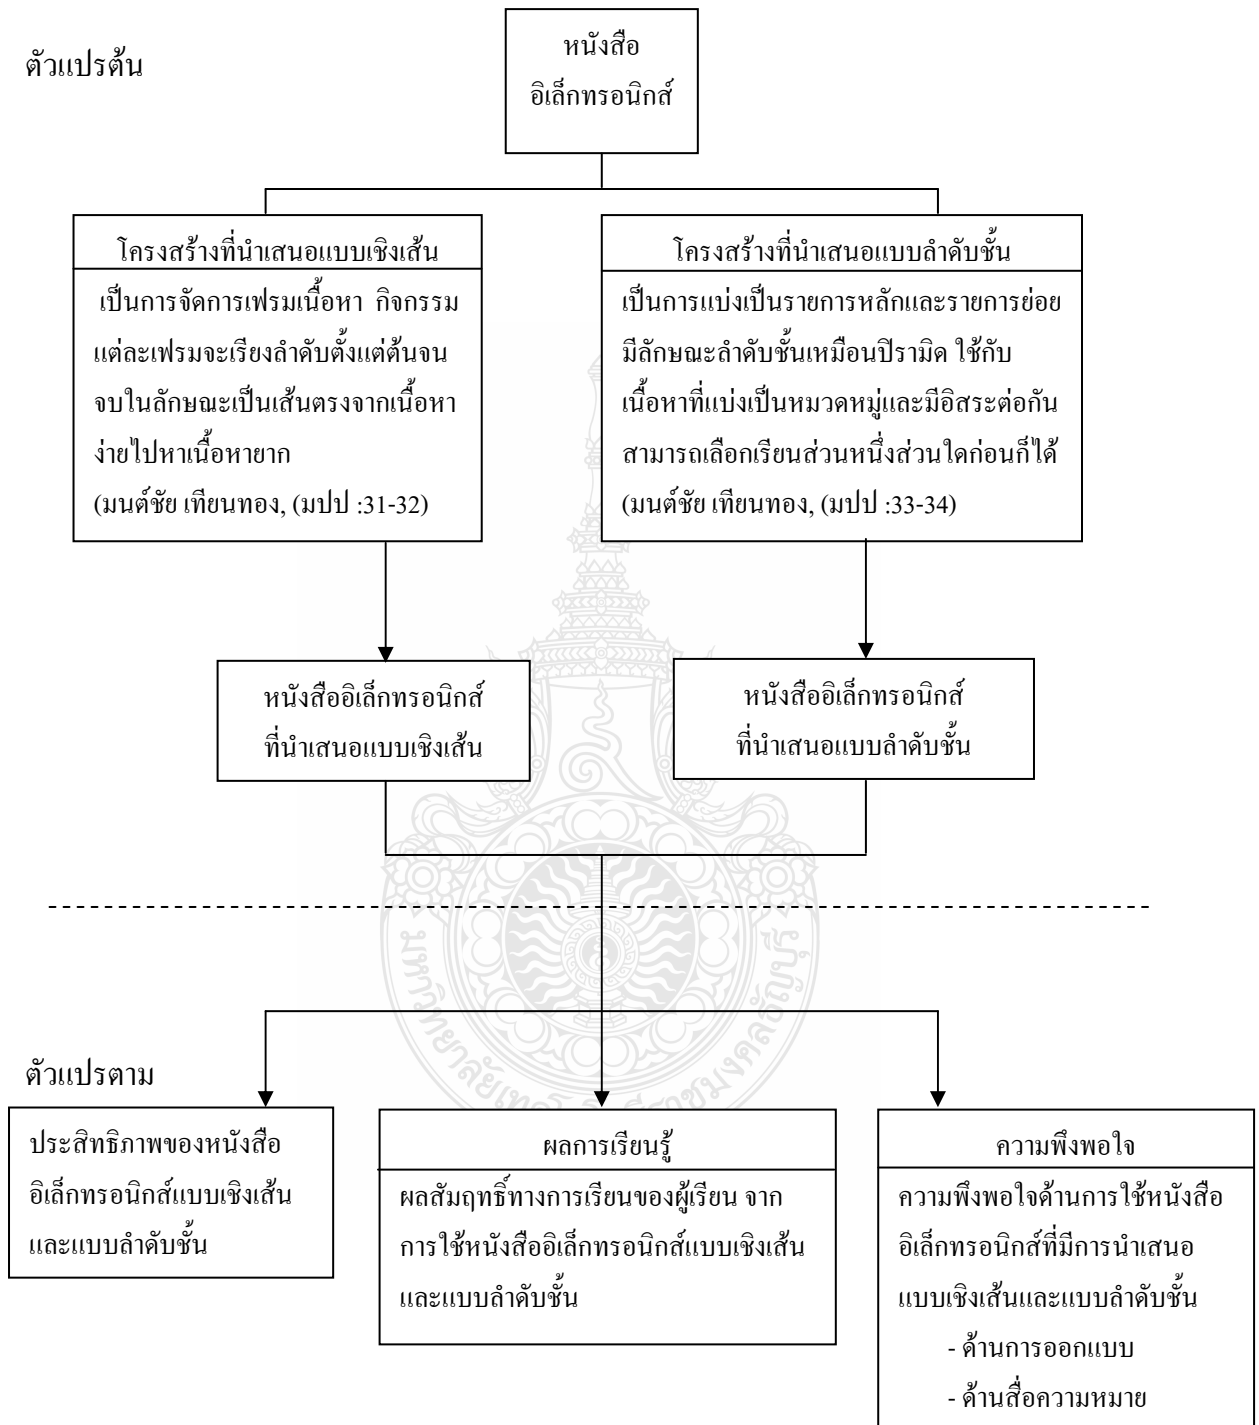 ตัวแปรต้น
หนังสือ
อิเล็กทรอนิกส์
โครงสร้างที่นำเสนอแบบเชิงเส้น
เป็นการจัดการเฟรมเนื้อหา กิจกรรม
แต่ละเฟรมจะเรียงลำดับตั้งแต่ต้นจน
จบในลักษณะเป็นเส้นตรงจากเนื้อหา
ง่ายไปหาเนื้อหายาก
(มนต์ชัย เทียนทอง, (มปป :31-32)
โครงสร้างที่นำเสนอแบบลำดับชั้น
เป็นการแบ่งเป็นรายการหลักและรายการย่อย
มีลักษณะลำดับชั้นเหมือนปิรามิด ใช้กับ
เนื้อหาที่แบ่งเป็นหมวดหมู่และมีอิสระต่อกัน
สามารถเลือกเรียนส่วนหนึ่งส่วนใดก่อนก็ได้
(มนต์ชัย เทียนทอง, (มปป :33-34)
หนังสืออิเล็กทรอนิกส์
ที่นำเสนอแบบเชิงเส้น
หนังสืออิเล็กทรอนิกส์
ที่นำเสนอแบบลำดับชั้น
ตัวแปรตาม
ประสิทธิภาพของหนังสือ
อิเล็กทรอนิกส์แบบเชิงเส้น
และแบบลำดับชั้น
ผลการเรียนรู้
ผลสัมฤทธิ์ทางการเรียนของผู้เรียน จาก
การใช้หนังสืออิเล็กทรอนิกส์แบบเชิงเส้น
และแบบลำดับชั้น
ความพึงพอใจ
ความพึงพอใจด้านการใช้หนังสือ
อิเล็กทรอนิกส์ที่มีการนำเสนอ
แบบเชิงเส้นและแบบลำดับชั้น
- ด้านการออกแบบ
- ด้านสื่อความหมาย